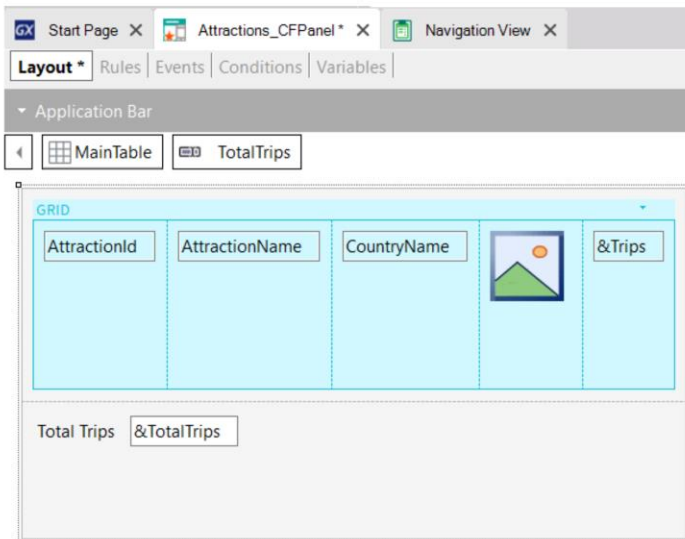 GX Start Page X Attractions_CFPanel * X Navigation View X
Layout * Rules Events Conditions Variables
Application Bar
MainTable TotalTrips
GRID
AttractionId AttractionName CountryName &Trips
Total Trips &TotalTrips